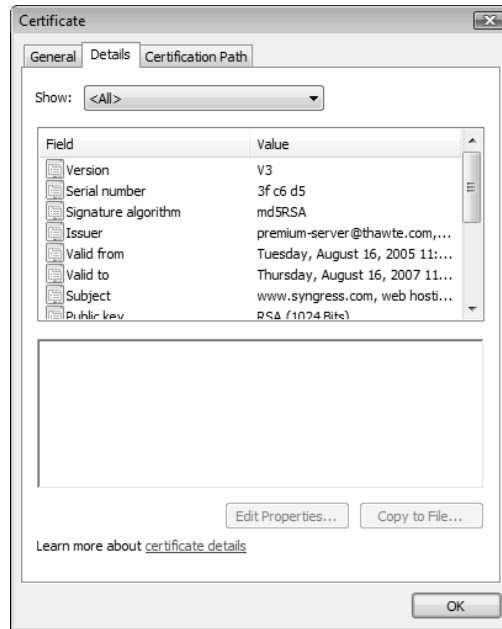 Certificate
General Details Certification Path
Show: <All>
Field Value
Version V3
Serial number 3f c6 d5
Signature algorithm md5RSA
Issuer premium-server@thawte.com,...
Valid from Tuesday, August 16, 2005 11:...
Valid to Thursday, August 16, 2007 11...
Subject www.syngress.com, web hosti...
Public key RSA (1024 Bits)
Edit Properties... Copy to File...
Learn more about certificate details
OK